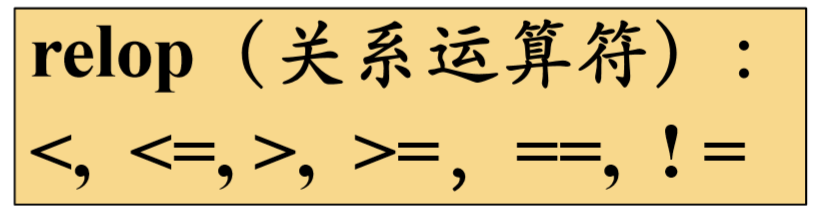 relop（关系运算符）:
<, <=, >, >=, ==, ! =